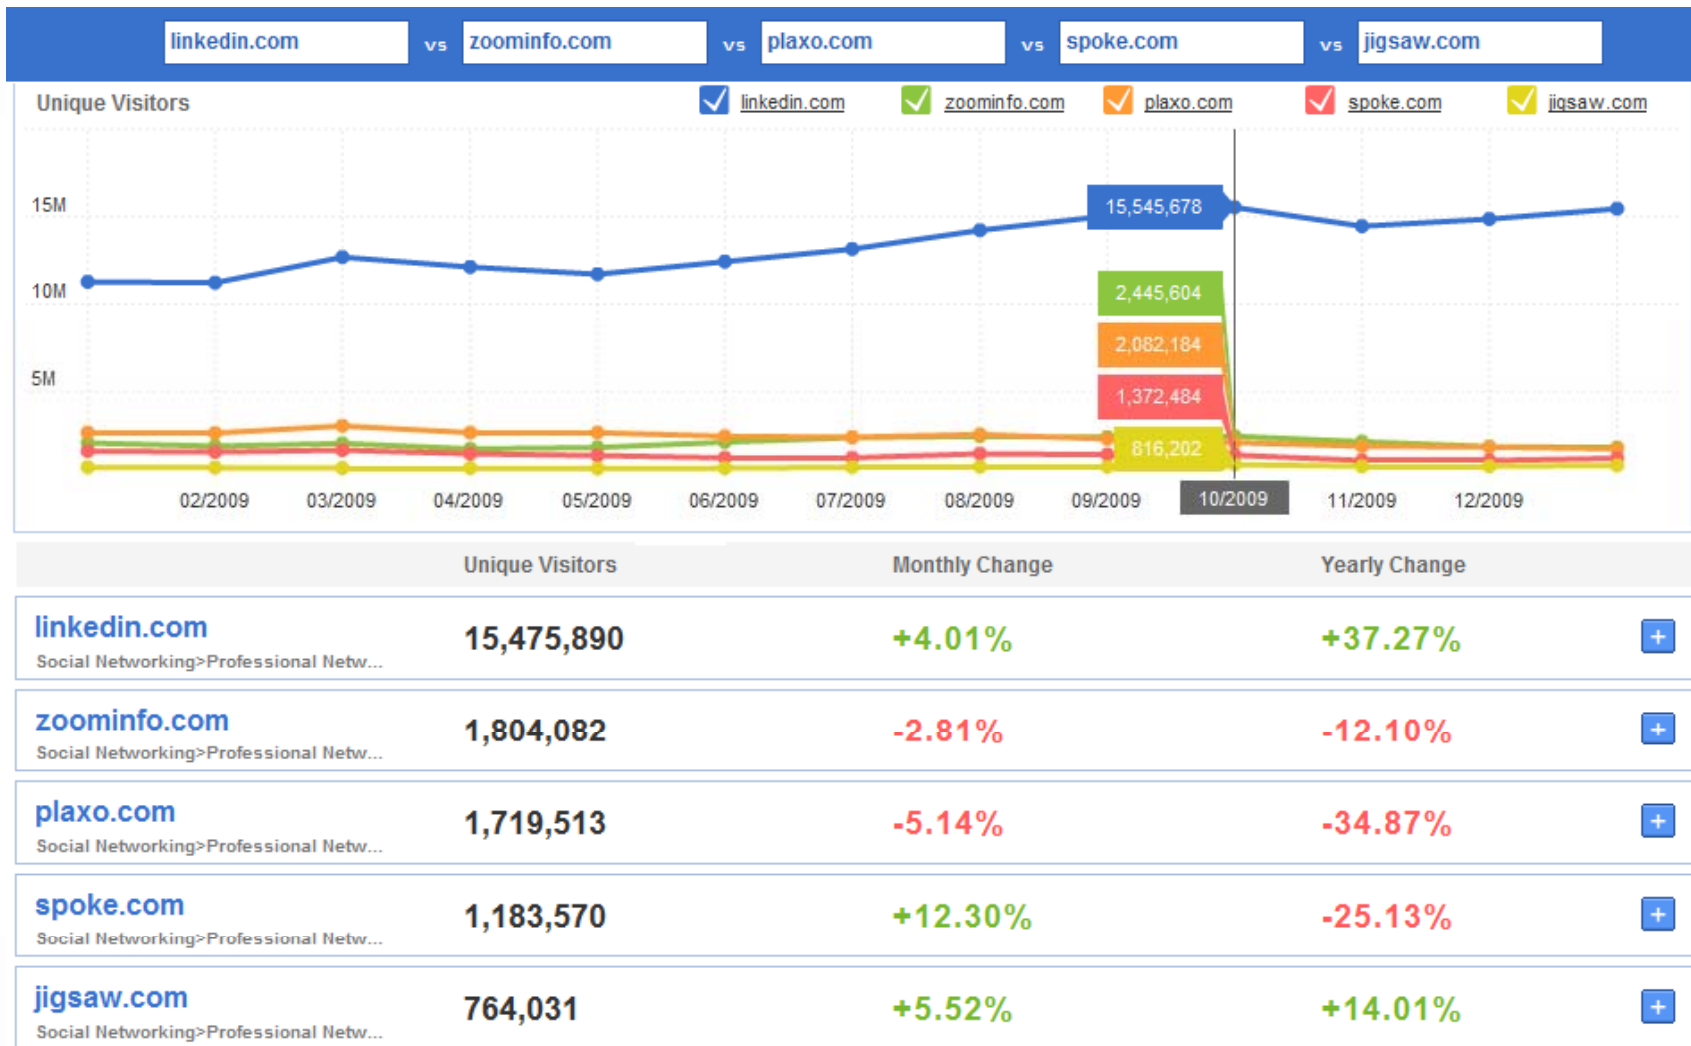 linkedin.com vs zoominfo.com vs plaxo.com vs spoke.com vs jigsaw.com
Unique Visitors linkedin.com zoominfo.com plaxo.com spoke.com jigsaw.com
15M
15,545,678
10M
2,445,604
2,082,184
5M
1,372,484
816,202
02/2009 03/2009 04/2009 05/2009 06/2009 07/2009 08/2009 09/2009 10/2009 11/2009 12/2009
Unique Visitors Monthly Change Yearly Change
linkedin.com 15,475,890 +4.01% +37.27% +
Social Networking>Professional Netw...
zoominfo.com 1,804,082 -2.81% -12.10% +
Social Networking>Professional Netw...
plaxo.com 1,719,513 -5.14% -34.87% +
Social Networking>Professional Netw...
spoke.com 1,183,570 +12.30% -25.13% +
Social Networking>Professional Netw...
jigsaw.com 764,031 +5.52% +14.01% +
Social Networking>Professional Netw...